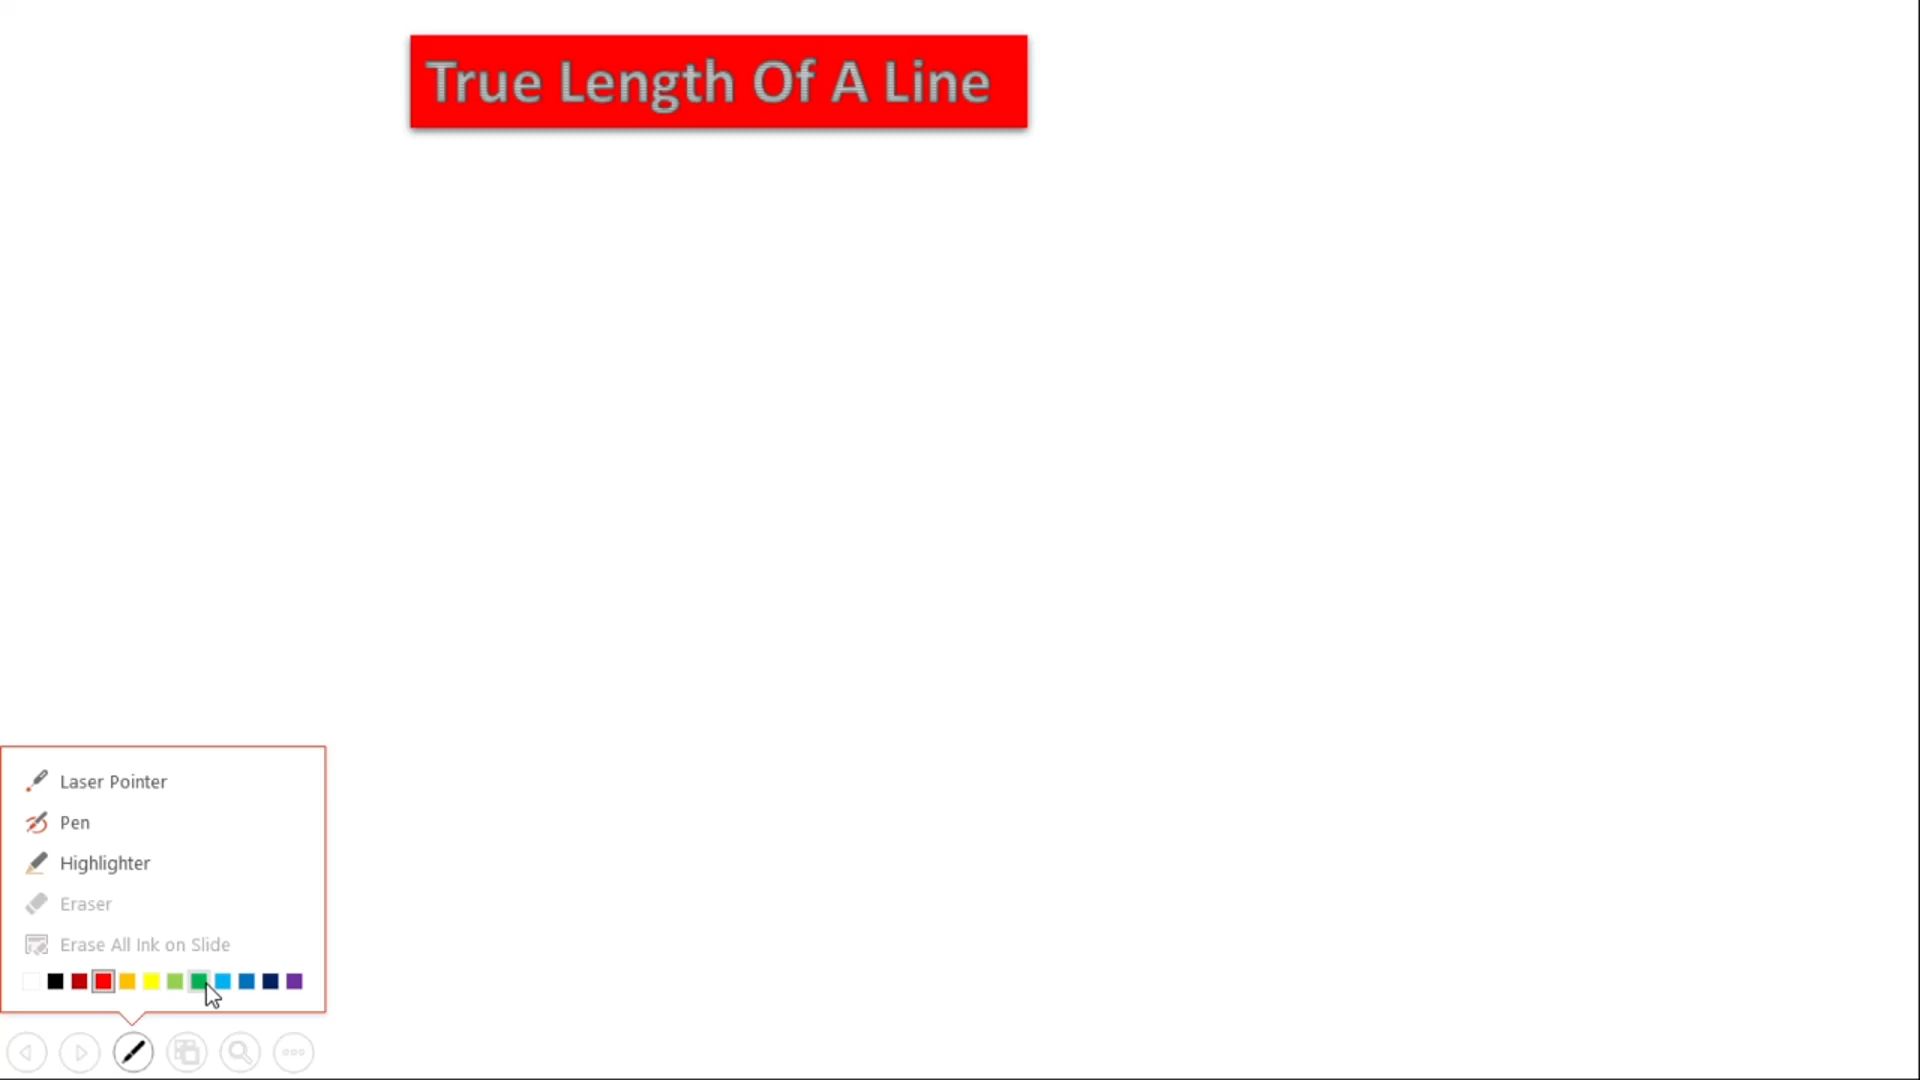 True Length Of A Line
Laser Pointer
Pen
Highlighter
Eraser
Erase All Ink on Slide